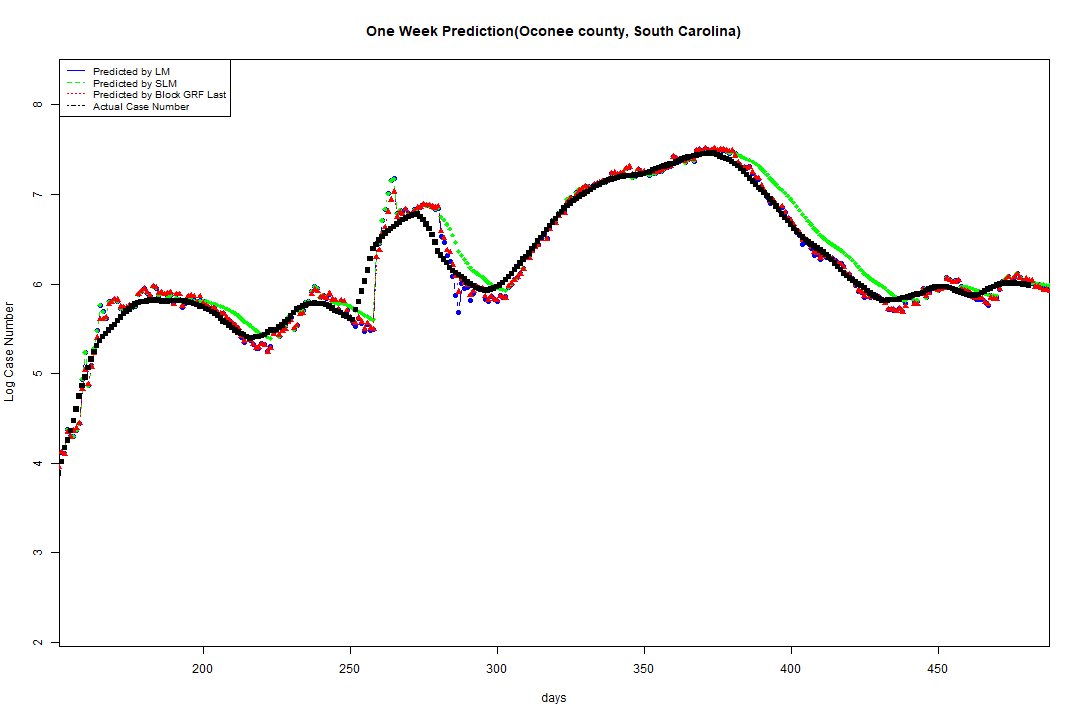 One Week Prediction(Oconee county, South Carolina)
Predicted by LM
Predicted by SLM
Predicted by Block GRF Last
Actual Case Number
8
7
6
5
4
3
2
Log Case Number
200 250 300 350 400 450
days